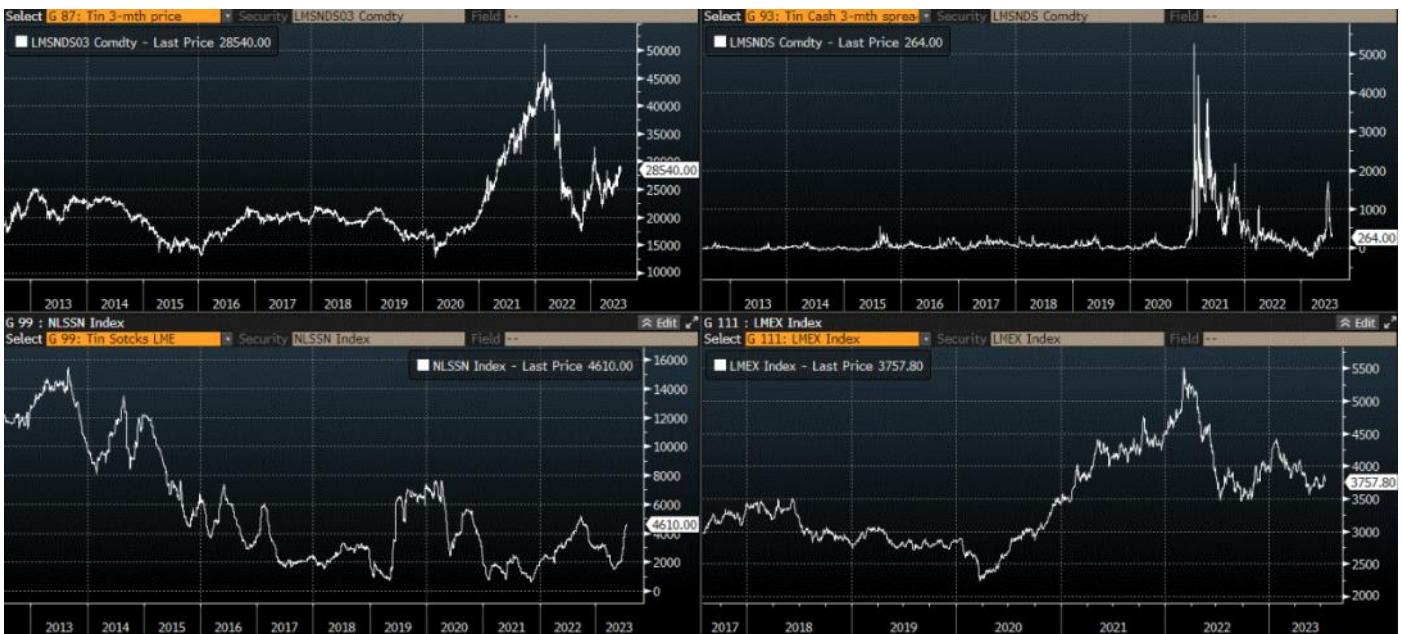 Select G 87: Tin 3-mth price Security LMSNDS03 Comdty Field --
LMSNDS03 Comdty - Last Price 28540.00
50000
45000
40000
35000
30000
28540.00
25000
20000
15000
10000
2013 2014 2015 2016 2017 2018 2019 2020 2021 2022 2023
Select G 93: Tin Cash 3-mth sprea Security LMSNDS Comdty Field --
LMSNDS Comdty - Last Price 264.00
5000
4000
3000
2000
1000
264.00
0
2013 2014 2015 2016 2017 2018 2019 2020 2021 2022 2023
G 99 : NLSSN Index Edit
Select G 99: Tin Sotcks LME Security NLSSN Index Field --
NLSSN Index - Last Price 4610.00
16000
14000
12000
10000
8000
6000
4610.00
4000
2000
0
2013 2014 2015 2016 2017 2018 2019 2020 2021 2022 2023
G 111 : LMEX Index Edit
Select G 111: LMEX Index Security LMEX Index Field --
LMEX Index - Last Price 3757.80
5500
5000
4500
4000
3757.80
3500
3000
2500
2000
2017 2018 2019 2020 2021 2022 2023